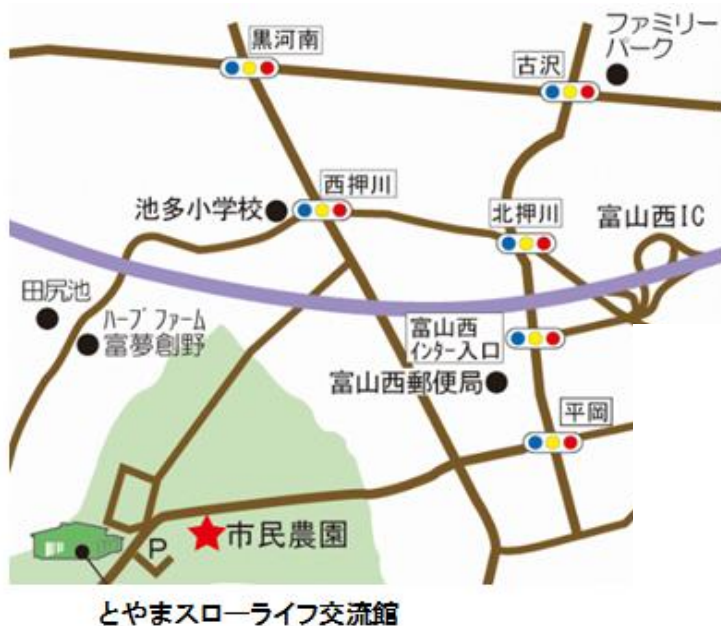 ファミリー
パーク
黒河南
古沢
西押川
池多小学校
北押川
富山西IC
田尻池
ハーブファーム
富夢創野
富山西
インター入口
富山西郵便局
平岡
P
市民農園
とやまスローライフ交流館